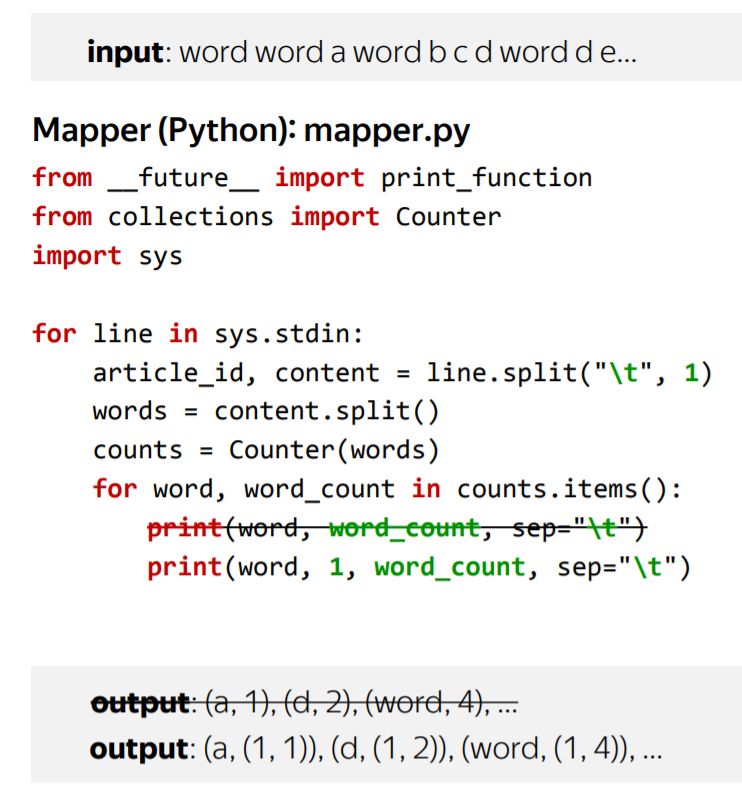 input: word word a word b c d word d e...
Mapper (Python): mapper.py
from __future__ import print_function
from collections import Counter
import sys
for line in sys.stdin:
article_id, content = line.split("\t", 1)
words = content.split()
counts = Counter(words)
for word, word_count in counts.items():
print(word, word_count, sep="\t")
print(word, 1, word_count, sep="\t")
output: (a, 1), (d, 2), (word, 4), ...
output: (a, (1, 1)), (d, (1, 2)), (word, (1, 4)), ...